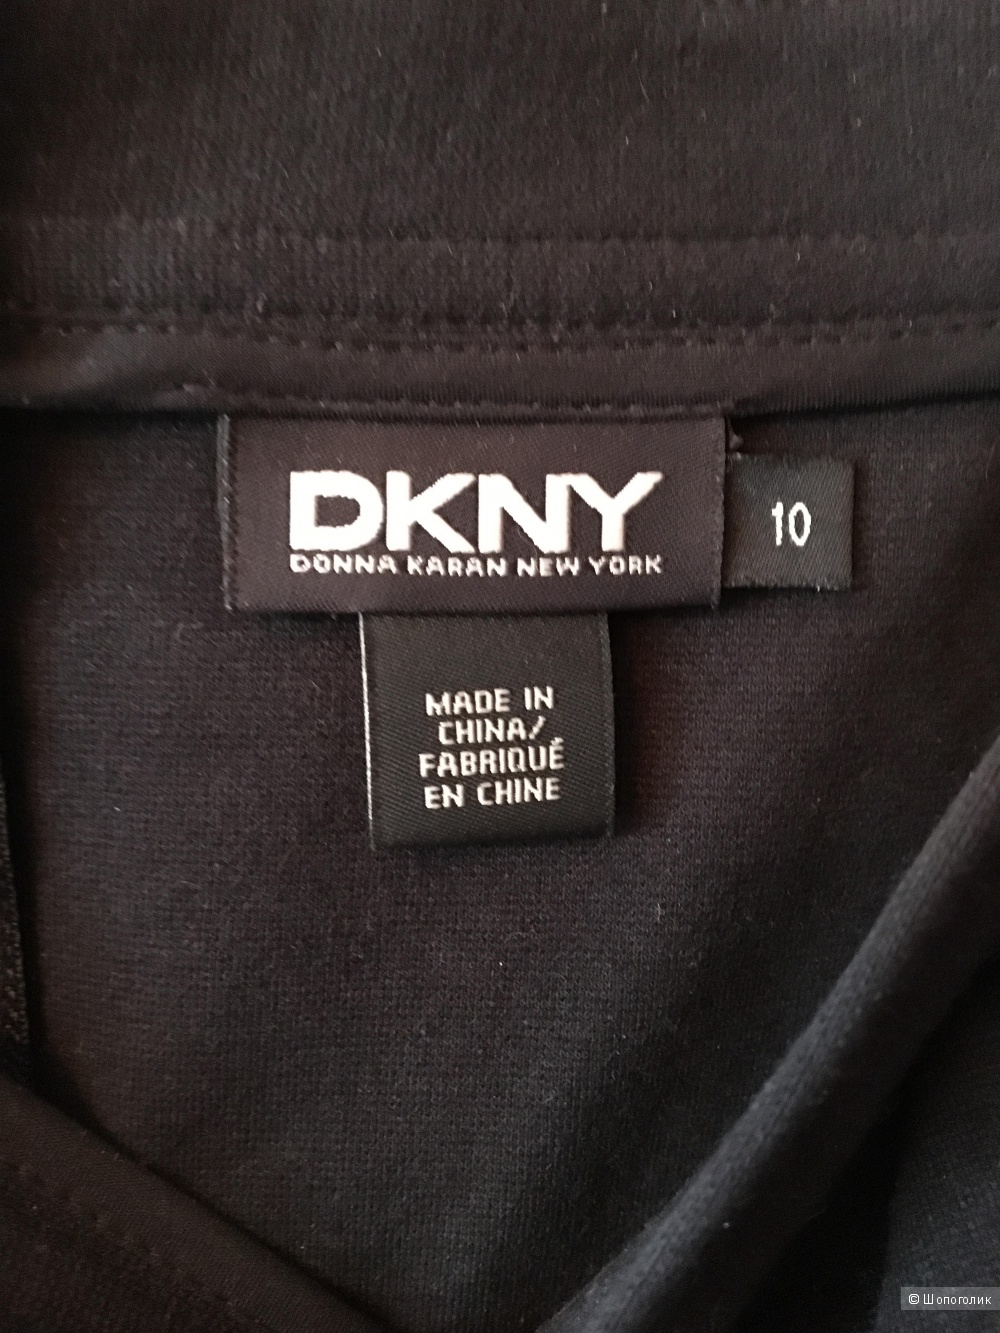 DKNY
DONNA KARAN NEW YORK
10
MADE IN
CHINA/
FABRIQUÉ
EN CHINE
© Шопоголик